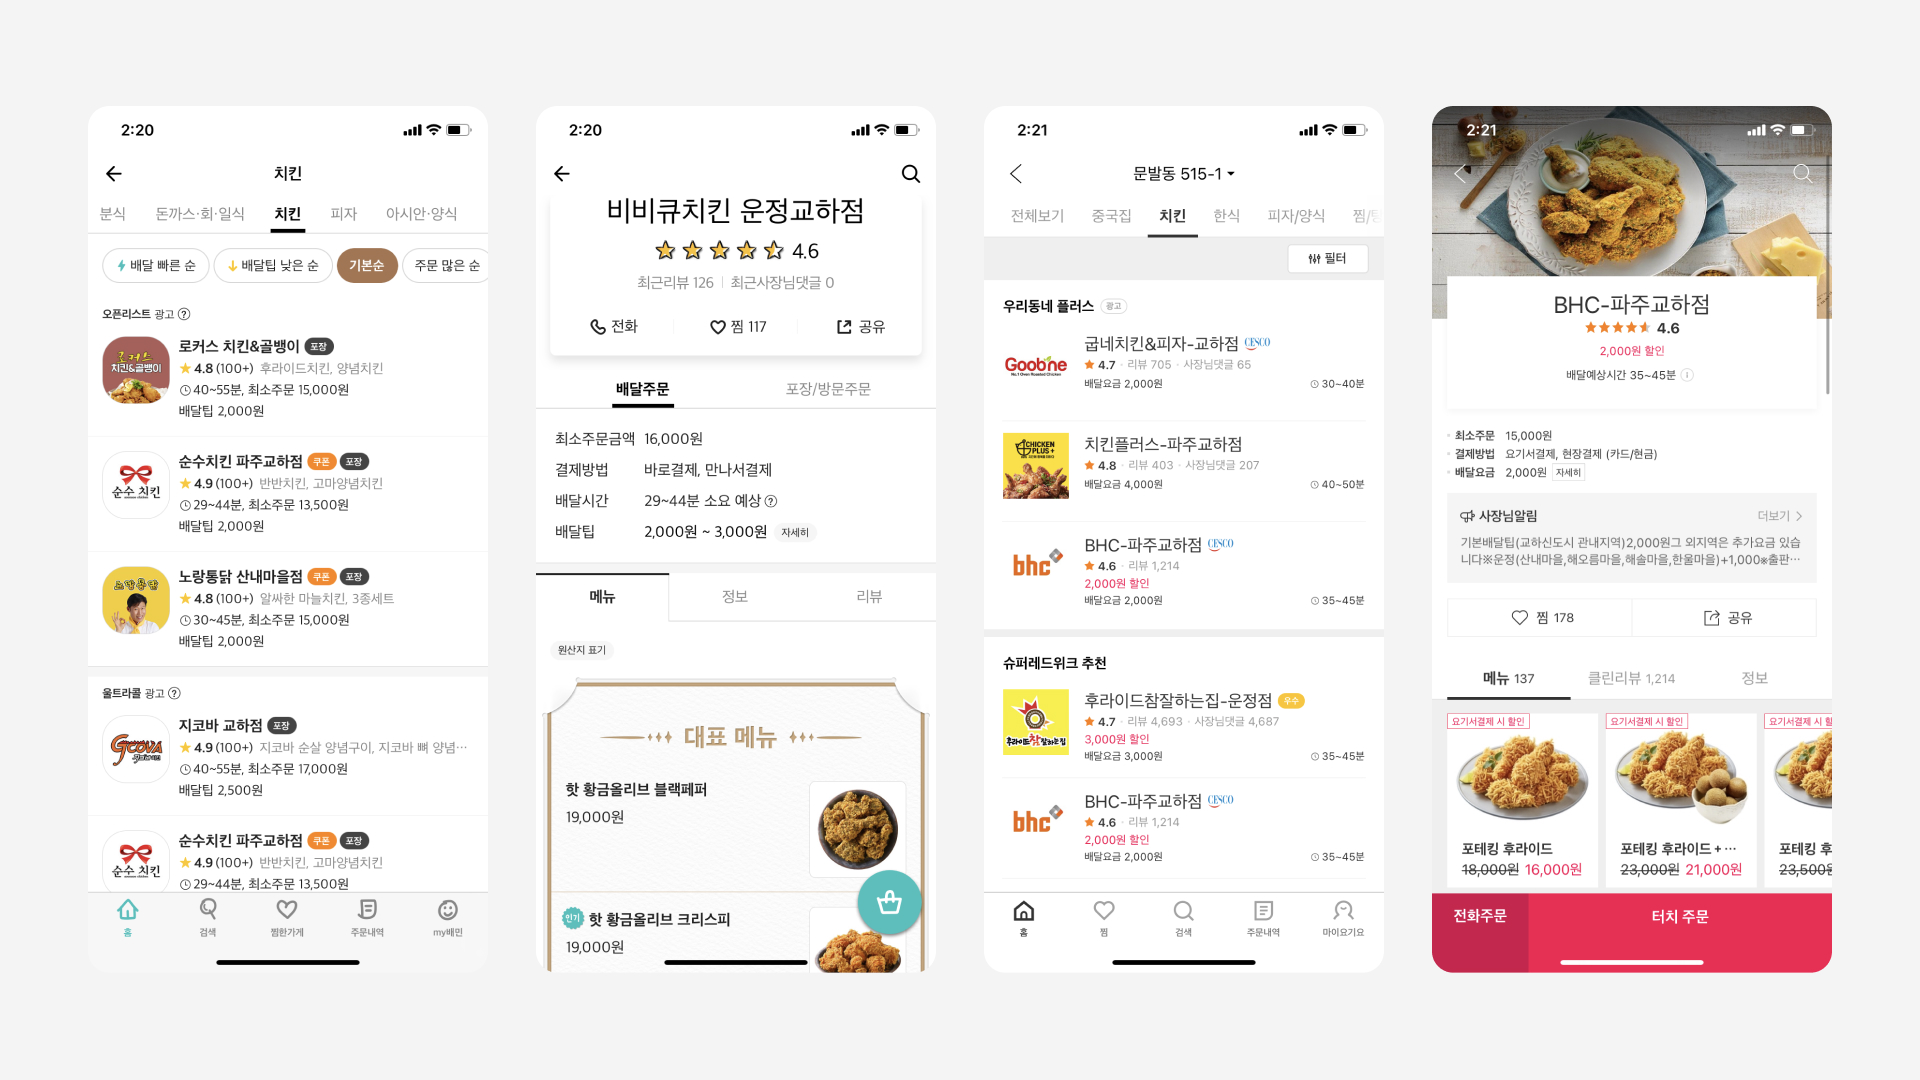 2:20
치킨
분식 돈까스·회·일식 치킨 피자 아시안·양식
배달 빠른 순 배달팁 낮은 순 기본순 주문 많은 순
오픈리스트 광고 ?
로커스 치킨&골뱅이
로커스 치킨&골뱅이 포장
4.8 (100+) 후라이드치킨, 양념치킨
40~55분, 최소주문 15,000원
배달팁 2,000원
순수 치킨
순수치킨 파주교하점 쿠폰 포장
4.9 (100+) 반반치킨, 고마양념치킨
29~44분, 최소주문 13,500원
배달팁 2,000원
노랑통닭
노랑통닭 산내마을점 쿠폰 포장
4.8 (100+) 알싸한 마늘치킨, 3종세트
30~45분, 최소주문 15,000원
배달팁 2,000원
울트라콜 광고 ?
GCOVA
지코바 교하점 포장
4.9 (100+) 지코바 순살 양념구이, 지코바 뼈 양념···
40~55분, 최소주문 17,000원
배달팁 2,500원
순수 치킨
순수치킨 파주교하점 쿠폰 포장
4.9 (100+) 반반치킨, 고마양념치킨
29~44분, 최소주문 13,500원
홈 검색 찜한가게 주문내역 my배민
2:20
비비큐치킨 운정교하점
4.6
최근리뷰 126 최근사장님댓글 0
전화 찜 117 공유
배달주문 포장/방문주문
최소주문금액 16,000원
결제방법 바로결제, 만나서결제
배달시간 29~44분 소요 예상 ?
배달팁 2,000원 ~ 3,000원 자세히
메뉴 정보 리뷰
원산지 표기
대표 메뉴
핫 황금올리브 블랙페퍼
19,000원
인기 핫 황금올리브 크리스피
19,000원
2:21
문발동 515-1
전체보기 중국집 치킨 한식 피자/양식 찜/
필터
우리동네 플러스 광고
Goobne
굽네치킨&피자-교하점 CESCO
4.7 · 리뷰 705 · 사장님댓글 65
배달요금 2,000원 30~40분
CHICKEN PLUS+
치킨플러스-파주교하점
4.8 · 리뷰 403 · 사장님댓글 207
배달요금 4,000원 40~50분
bhc
BHC-파주교하점 CESCO
4.6 · 리뷰 1,214
2,000원 할인
배달요금 2,000원 35~45분
슈퍼레드위크 추천
후라이드참잘하는집
후라이드참잘하는집-운정점 우수
4.7 · 리뷰 4,693 · 사장님댓글 4,687
3,000원 할인
배달요금 3,000원 35~45분
bhc
BHC-파주교하점 CESCO
4.6 · 리뷰 1,214
2,000원 할인
배달요금 2,000원 35~45분
홈 찜 검색 주문내역 마이요기요
2:21
BHC-파주교하점
4.6
2,000원 할인
배달예상시간 35~45분
최소주문 15,000원
결제방법 요기서결제, 현장결제 (카드/현금)
배달요금 2,000원 자세히
사장님알림 더보기
기본배달팁(교하신도시 관내지역)2,000원그 외지역은 추가요금 있습
니다※운정(산내마을,해오름마을,해솔마을,한울마을)+1,000※출판···
찜 178 공유
메뉴 137 클린리뷰 1,214 정보
요기서결제 시 할인 요기서결제 시 할인 요기서결제 시 할
포테킹 후라이드 포테킹 후라이드 + ··· 포테킹 후
18,000원 16,000원 23,000원 21,000원 23,500원
전화주문 터치 주문